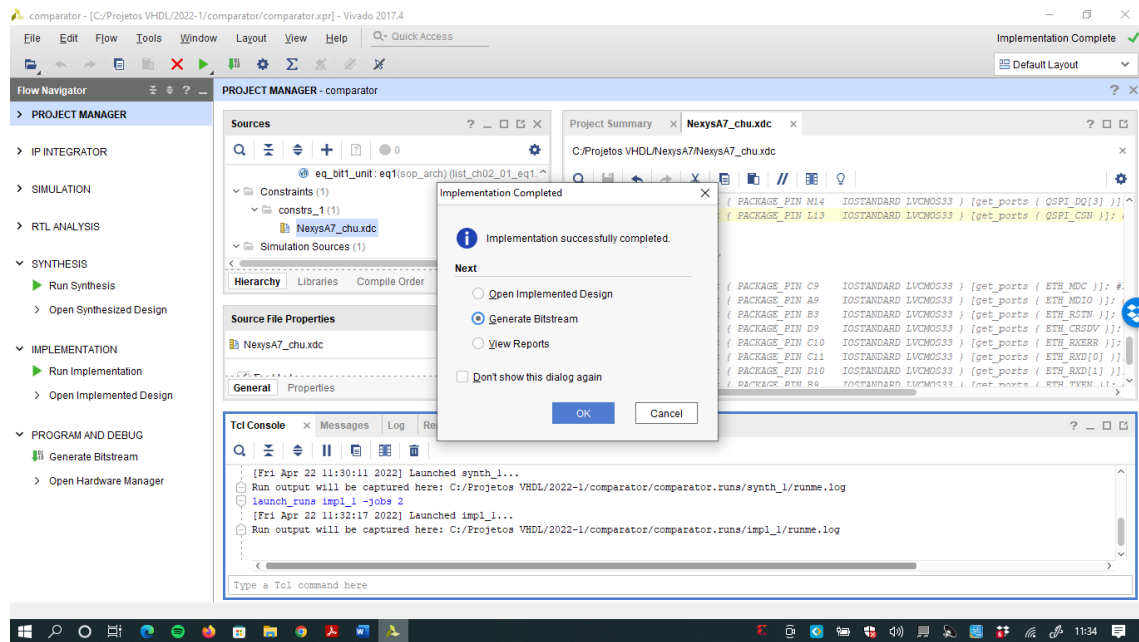 comparator - [C:/Projetos VHDL/2022-1/comparator/comparator.xpr] - Vivado 2017.4
File Edit Flow Tools Window Layout View Help Q- Quick Access
Implementation Complete
Default Layout
Flow Navigator
PROJECT MANAGER - comparator
PROJECT MANAGER
IP INTEGRATOR
SIMULATION
RTL ANALYSIS
SYNTHESIS
Run Synthesis
Open Synthesized Design
IMPLEMENTATION
Run Implementation
Open Implemented Design
PROGRAM AND DEBUG
Generate Bitstream
Open Hardware Manager
Sources
0
eq_bit1_unit : eq1(sop_arch) (list_ch02_01_eq1.
Constraints (1)
constrs_1 (1)
NexysA7_chu.xdc
Simulation Sources (1)
Hierarchy Libraries Compile Order
Source File Properties
NexysA7_chu.xdc
General Properties
Project Summary NexysA7_chu.xdc
C:/Projetos VHDL/NexysA7/NexysA7_chu.xdc
{ PACKAGE_PIN M14 IOSTANDARD LVCMOS33 } [get_ports { QSPI_DQ[3] }];
{ PACKAGE_PIN L13 IOSTANDARD LVCMOS33 } [get_ports { QSPI_CSN }]; #
{ PACKAGE_PIN C9 IOSTANDARD LVCMOS33 } [get_ports { ETH_MDC }]; #
{ PACKAGE_PIN A9 IOSTANDARD LVCMOS33 } [get_ports { ETH_MDIO }];
{ PACKAGE_PIN B3 IOSTANDARD LVCMOS33 } [get_ports { ETH_RSTN }];
{ PACKAGE_PIN D9 IOSTANDARD LVCMOS33 } [get_ports { ETH_CRSDV }];
{ PACKAGE_PIN C10 IOSTANDARD LVCMOS33 } [get_ports { ETH_RXERR }];
{ PACKAGE_PIN C11 IOSTANDARD LVCMOS33 } [get_ports { ETH_RXD[0] }]
{ PACKAGE_PIN D10 IOSTANDARD LVCMOS33 } [get_ports { ETH_RXD[1] }]
{ PACKAGE_PIN B9 IOSTANDARD LVCMOS33 } [get_ports { ETH_TXEN }];
Implementation Completed
Implementation successfully completed.
Next
Open Implemented Design
Generate Bitstream
View Reports
Don't show this dialog again
OK Cancel
Tcl Console Messages Log Re
[Fri Apr 22 11:30:11 2022] Launched synth_1...
Run output will be captured here: C:/Projetos VHDL/2022-1/comparator/comparator.runs/synth_1/runme.log
launch_runs impl_1 -jobs 2
[Fri Apr 22 11:32:17 2022] Launched impl_1...
Run output will be captured here: C:/Projetos VHDL/2022-1/comparator/comparator.runs/impl_1/runme.log
Type a Tcl command here
11:34